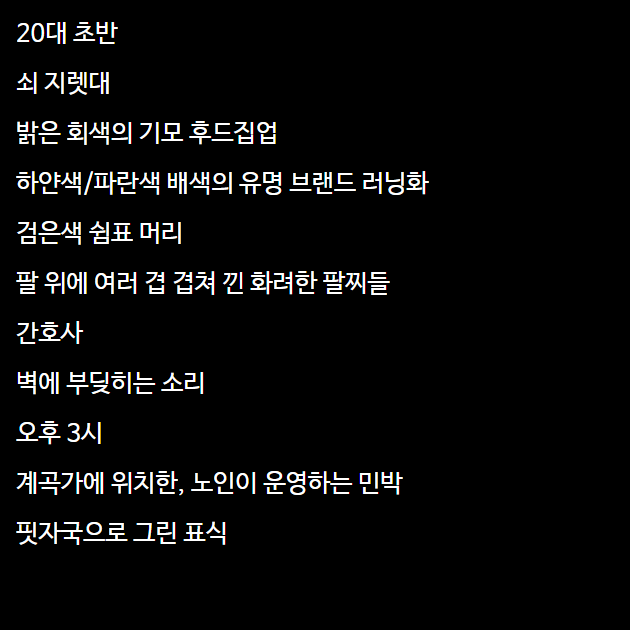 20대 초반
쇠 지렛대
밝은 회색의 기모 후드집업
하얀색/파란색 배색의 유명 브랜드 러닝화
검은색 쉼표 머리
팔 위에 여러 겹 겹쳐 낀 화려한 팔찌들
간호사
벽에 부딪히는 소리
오후 3시
계곡가에 위치한, 노인이 운영하는 민박
핏자국으로 그린 표식